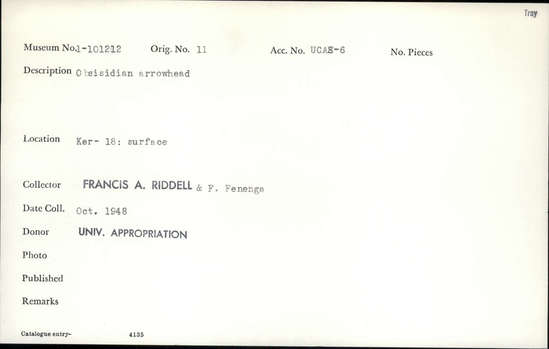 Tray
Museum No. 1-101212 Orig. No. 11 Acc. No. UCAS-6 No. Pieces
Description Obsisidian arrowhead
Location Ker- 18: surface
Collector FRANCIS A. RIDDELL & F. Fenenga
Date Coll. Oct. 1948
Donor UNIV. APPROPRIATION
Photo
Published
Remarks
Catalogue entry- 4135